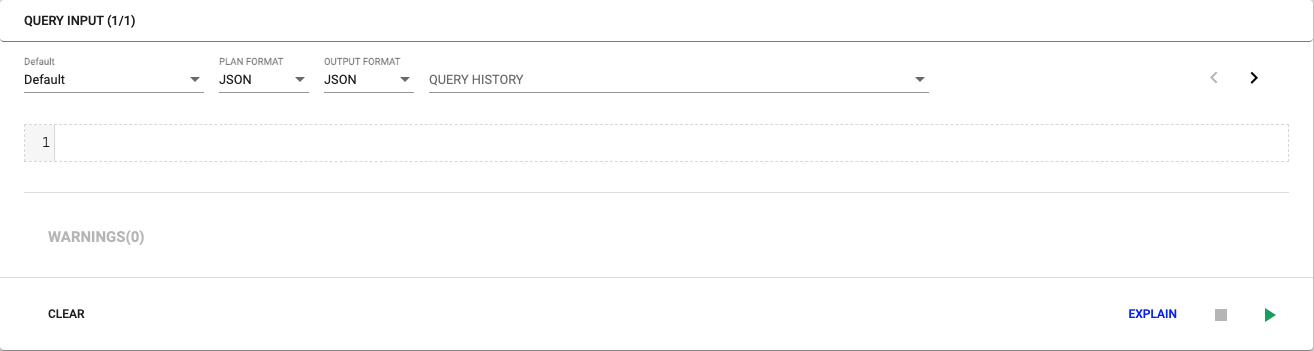 QUERY INPUT (1/1)
Default PLAN FORMAT OUTPUT FORMAT
Default JSON JSON QUERY HISTORY
1
WARNINGS(0)
CLEAR EXPLAIN